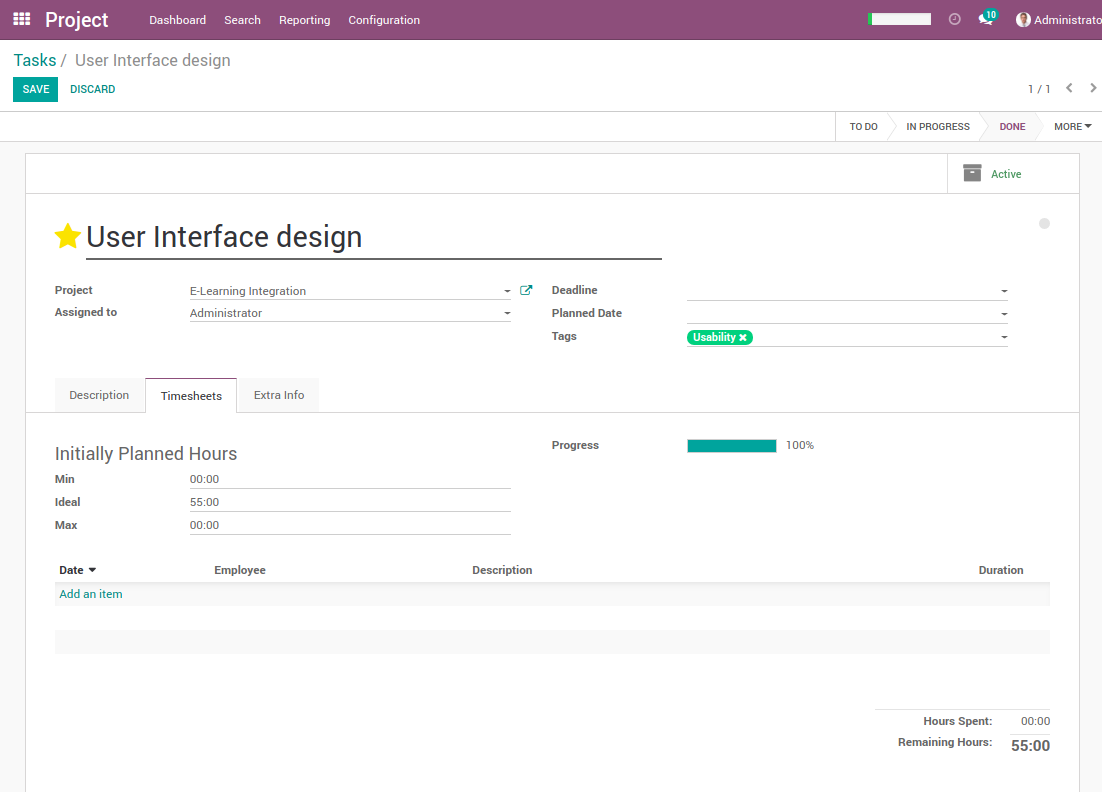 Project Dashboard Search Reporting Configuration 10 Administrato
Tasks / User Interface design
SAVE DISCARD 1 / 1
TO DO IN PROGRESS DONE MORE
Active
User Interface design
Project E-Learning Integration Deadline
Assigned to Administrator Planned Date
Tags Usability ×
Description Timesheets Extra Info
Progress 100%
Initially Planned Hours
Min 00:00
Ideal 55:00
Max 00:00
Date Employee Description Duration
Add an item
Hours Spent: 00:00
Remaining Hours: 55:00